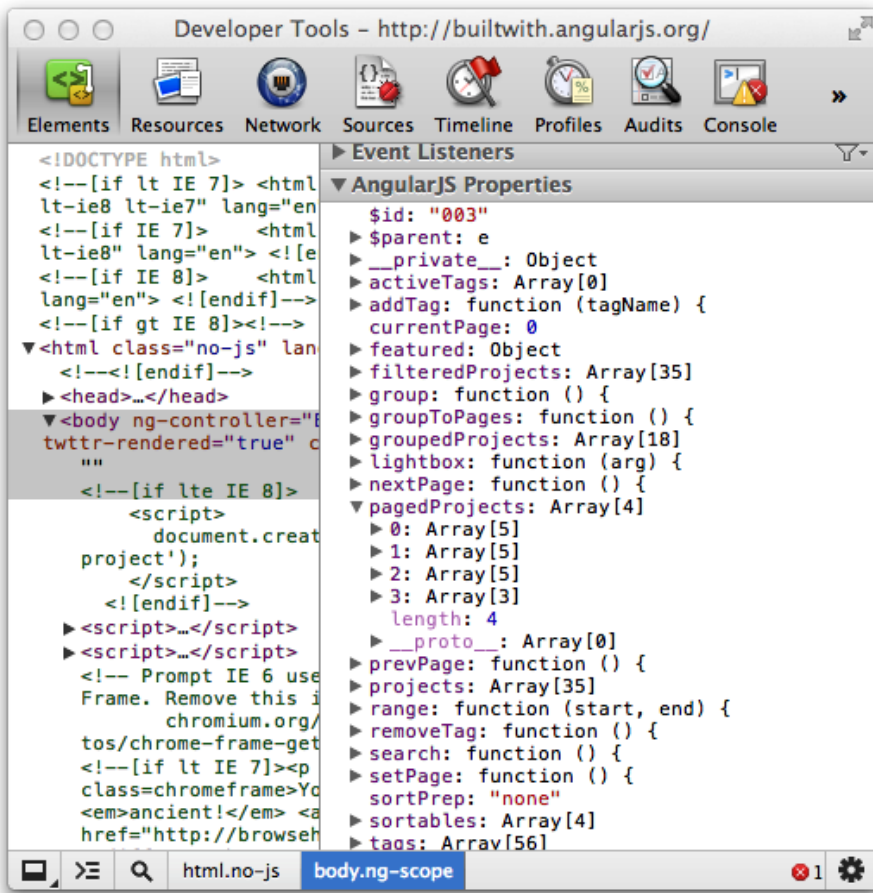 Developer Tools - http://builtwith.angularjs.org/
Elements Resources Network Sources Timeline Profiles Audits Console »
<!DOCTYPE html>
<!--[if lt IE 7]> <html
lt-ie8 lt-ie7" lang="en
<!--[if IE 7]>    <html
lt-ie8" lang="en"> <![e
<!--[if IE 8]>    <html
lang="en"> <![endif]-->
<!--[if gt IE 8]><!-->
▼<html class="no-js" lan
<!--<![endif]-->
▶<head>…</head>
▼<body ng-controller="B
twttr-rendered="true" c
""
<!--[if lte IE 8]>
<script>
document.creat
project');
</script>
<![endif]-->
▶<script>…</script>
▶<script>…</script>
<!-- Prompt IE 6 use
Frame. Remove this i
chromium.org/
tos/chrome-frame-get
<!--[if lt IE 7]><p
class=chromeframe>Yo
<em>ancient!</em> <a
href="http://browseh
▶ Event Listeners
▼ AngularJS Properties
$id: "003"
▶ $parent: e
▶ __private__: Object
▶ activeTags: Array[0]
▶ addTag: function (tagName) {
currentPage: 0
▶ featured: Object
▶ filteredProjects: Array[35]
▶ group: function () {
▶ groupToPages: function () {
▶ groupedProjects: Array[18]
▶ lightbox: function (arg) {
▶ nextPage: function () {
▼ pagedProjects: Array[4]
▶ 0: Array[5]
▶ 1: Array[5]
▶ 2: Array[5]
▶ 3: Array[3]
length: 4
▶ __proto__: Array[0]
▶ prevPage: function () {
▶ projects: Array[35]
▶ range: function (start, end) {
▶ removeTag: function () {
▶ search: function () {
▶ setPage: function () {
sortPrep: "none"
▶ sortables: Array[4]
▶ tags: Array[56]
html.no-js body.ng-scope 1